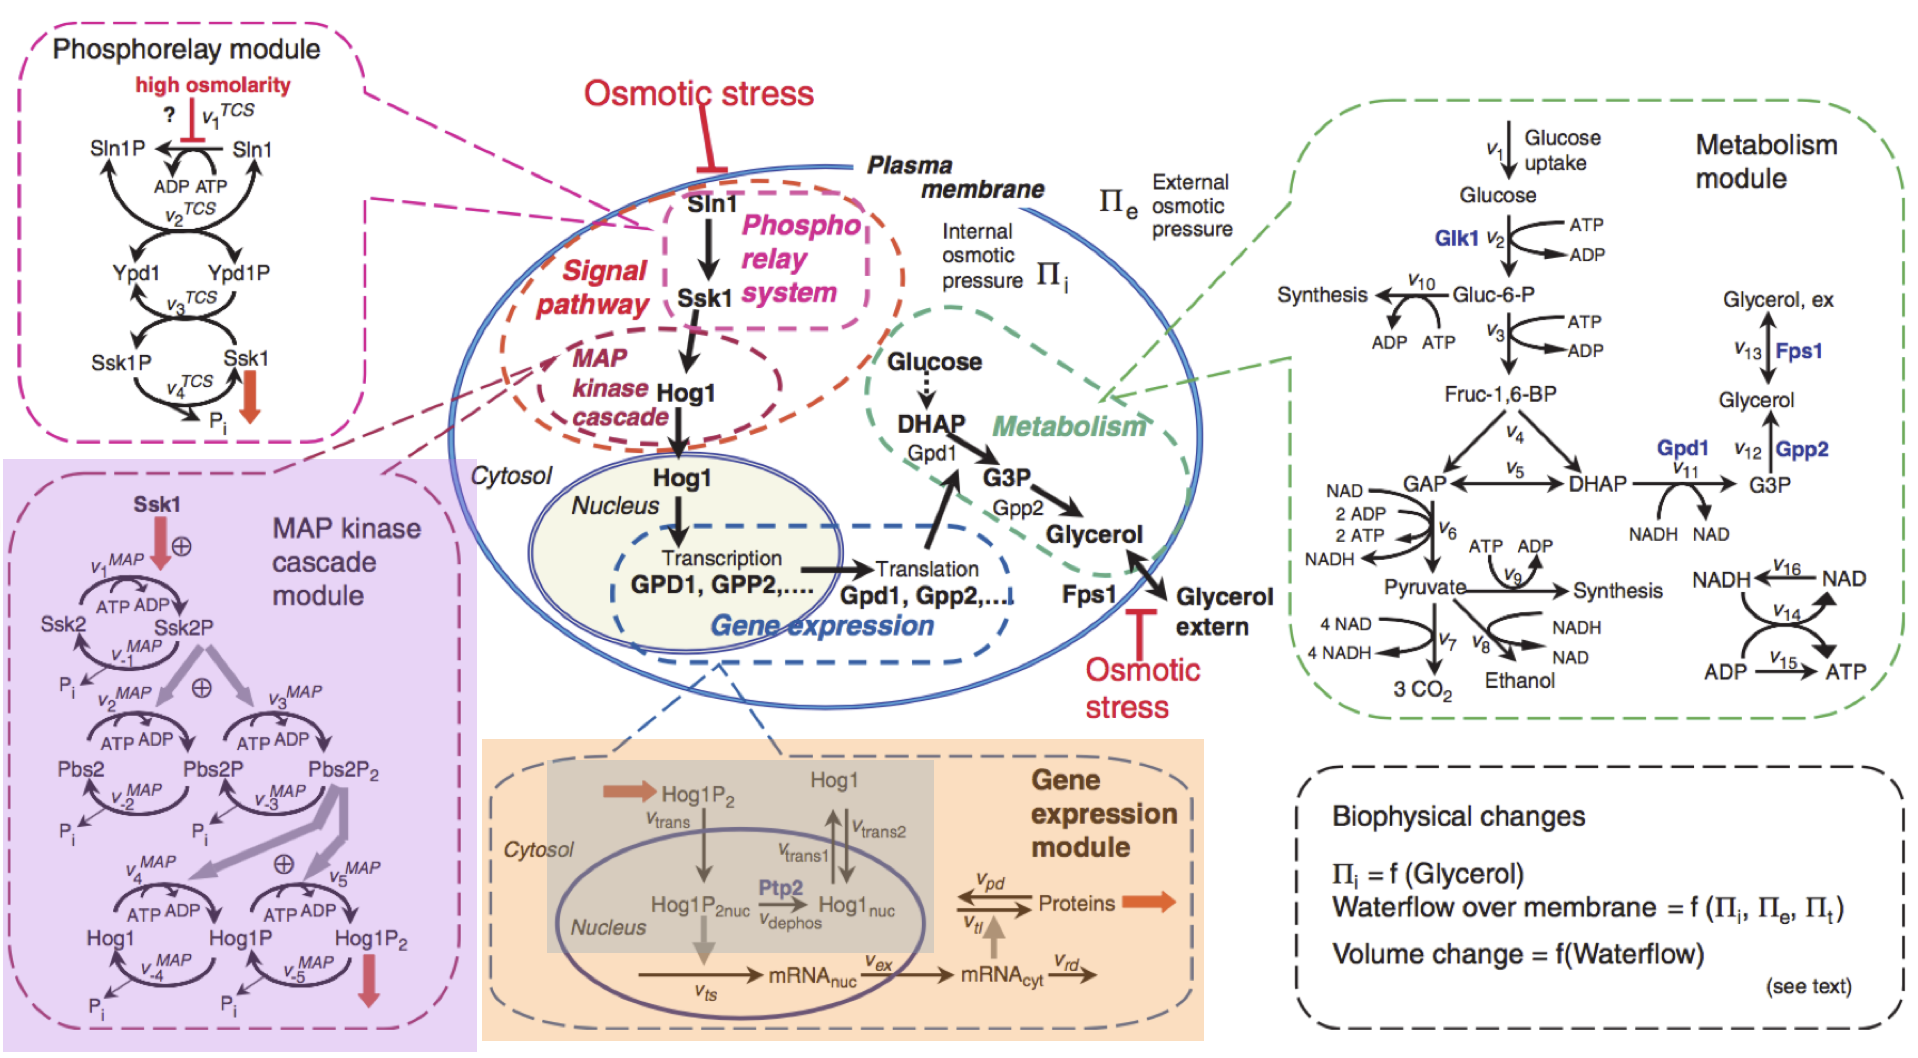 Phosphorelay module
high osmolarity
?
v1TCS
Sln1P
Sln1
ADP ATP
v2TCS
Ypd1
Ypd1P
v3TCS
Ssk1P
Ssk1
v4TCS
Pi
Osmotic stress
Plasma
membrane
Πe
External
osmotic
pressure
Internal
osmotic
pressure
Πi
Sln1
Phospho
relay
system
Signal
pathway
Ssk1
MAP
kinase
cascade
Hog1
Glucose
DHAP
Metabolism
Gpd1
G3P
Gpp2
Glycerol
Cytosol
Hog1
Nucleus
Transcription
GPD1, GPP2,....
Translation
Gpd1, Gpp2,...
Gene expression
Fps1
Glycerol
extern
Osmotic
stress
Metabolism
module
v1
Glucose
uptake
Glucose
Glk1
v2
ATP
ADP
Synthesis
v10
Gluc-6-P
ADP
ATP
v3
ATP
ADP
Fruc-1,6-BP
v4
GAP
v5
DHAP
Gpd1
v11
G3P
NADH
NAD
Glycerol, ex
v13
Fps1
Glycerol
v12
Gpp2
NAD
2 ADP
2 ATP
NADH
v6
ATP
ADP
v9
Pyruvate
Synthesis
4 NAD
4 NADH
v7
v8
NADH
NAD
3 CO2
Ethanol
NADH
v16
NAD
v14
ADP
v15
ATP
Ssk1
MAP kinase
cascade
module
⊕
v1MAP
ATP ADP
Ssk2
Ssk2P
v-1MAP
Pi
⊕
v2MAP
v3MAP
ATP ADP
ATP ADP
Pbs2
Pbs2P
Pbs2P2
v-2MAP
v-3MAP
Pi
Pi
⊕
v4MAP
v5MAP
ATP ADP
ATP ADP
Hog1
Hog1P
Hog1P2
v-4MAP
v-5MAP
Pi
Pi
Gene
expression
module
Hog1P2
Hog1
vtrans
vtrans2
vtrans1
Cytosol
Ptp2
Hog1P2nuc
vdephos
Hog1nuc
Nucleus
vpd
Proteins
vtl
vts
mRNAnuc
vex
mRNAcyt
vrd
Biophysical changes
Πi = f (Glycerol)
Waterflow over membrane = f (Πi, Πe, Πt)
Volume change = f(Waterflow)
(see text)